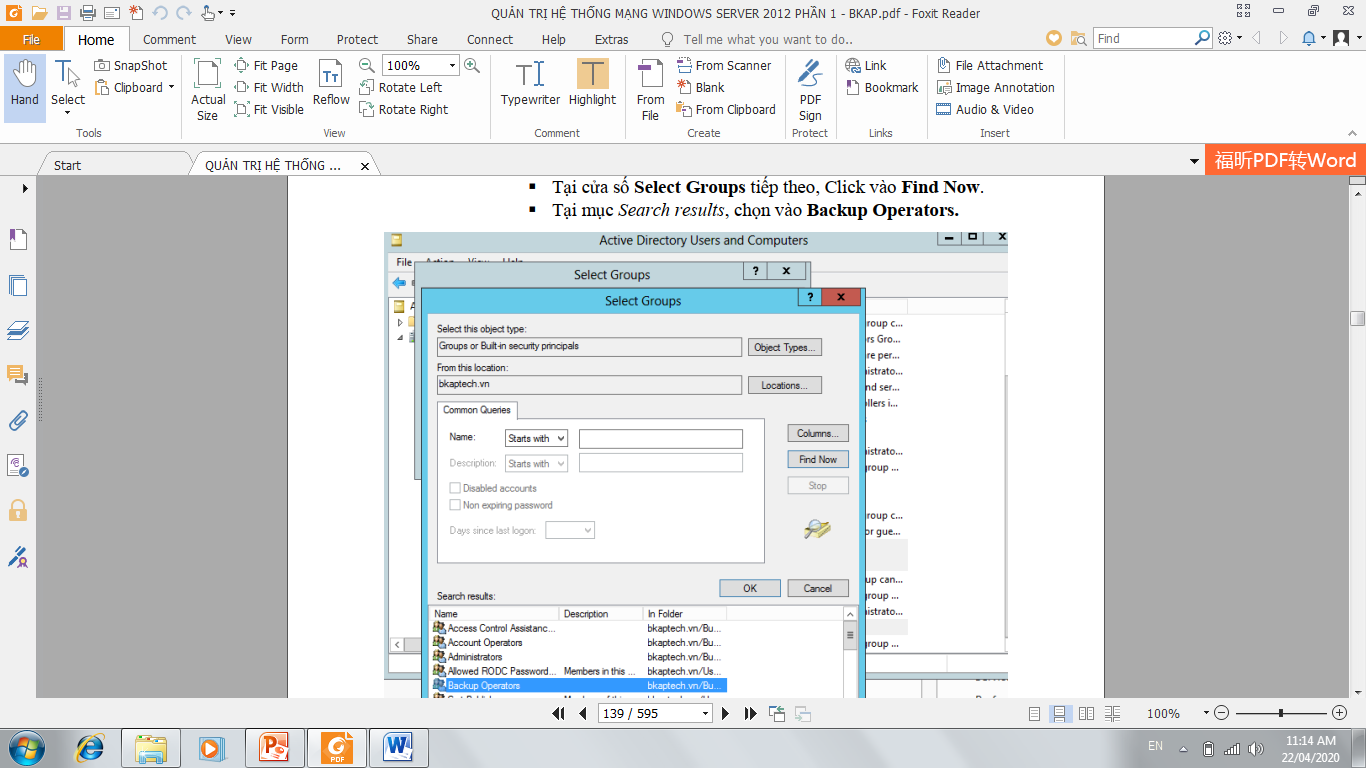 QUẢN TRỊ HỆ THỐNG MẠNG WINDOWS SERVER 2012 PHẦN 1 - BKAP.pdf - Foxit Reader
File Home Comment View Form Protect Share Connect Help Extras Tell me what you want to do.. Find
Hand Select SnapShot Clipboard
Actual Size Fit Page Fit Width Fit Visible Reflow 100% Rotate Left Rotate Right
Typewriter Highlight
From File From Scanner Blank From Clipboard
PDF Sign
Link Bookmark
File Attachment Image Annotation Audio & Video
Tools View Comment Create Protect Links Insert
Start QUẢN TRỊ HỆ THỐNG ... 福昕PDF转Word
▪ Tại cửa sổ Select Groups tiếp theo, Click vào Find Now.
▪ Tại mục Search results, chọn vào Backup Operators.
Active Directory Users and Computers
File
Select Groups
Select Groups
Select this object type:
Groups or Built-in security principals Object Types...
From this location:
bkaptech.vn Locations...
Common Queries
Name: Starts with Columns...
Description: Starts with Find Now
Disabled accounts Stop
Non expiring password
Days since last logon:
OK Cancel
Search results:
Name Description In Folder
Access Control Assistanc... bkaptech.vn/Bu...
Account Operators bkaptech.vn/Bu...
Administrators bkaptech.vn/Bu...
Allowed RODC Password... Members in this ... bkaptech.vn/Us...
Backup Operators bkaptech.vn/Bu...
139 / 595 100%
EN 11:14 AM
22/04/2020